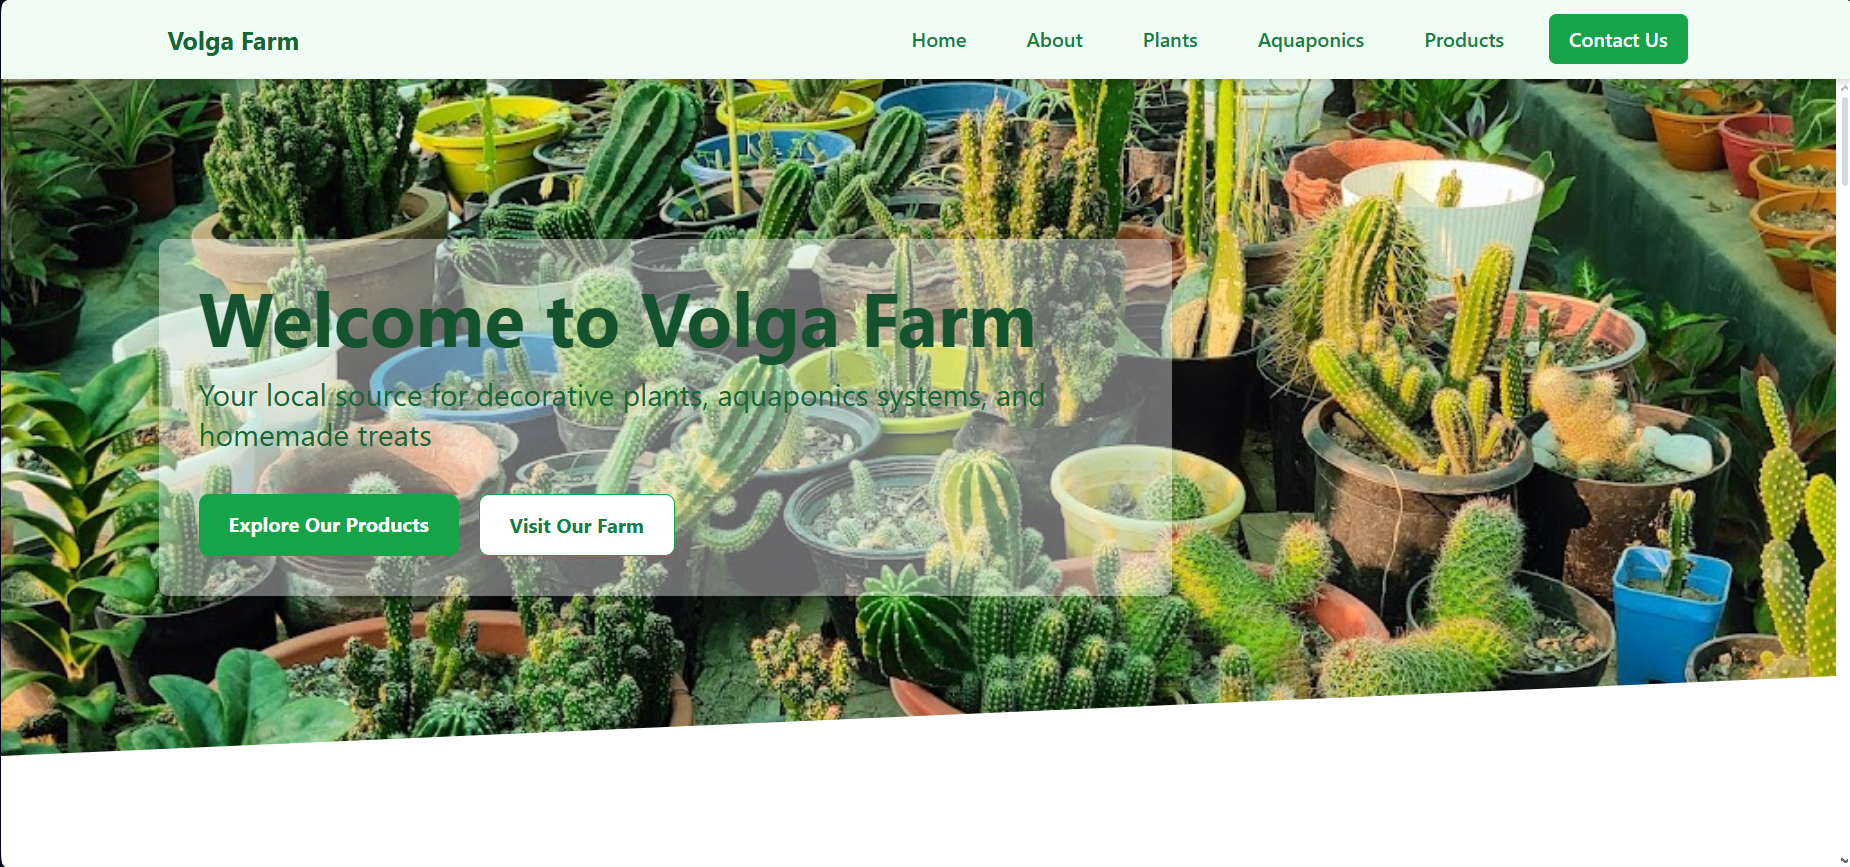 Volga Farm
Home
About
Plants
Aquaponics
Products
Contact Us
Welcome to Volga Farm
Your local source for decorative plants, aquaponics systems, and
homemade treats
Explore Our Products
Visit Our Farm